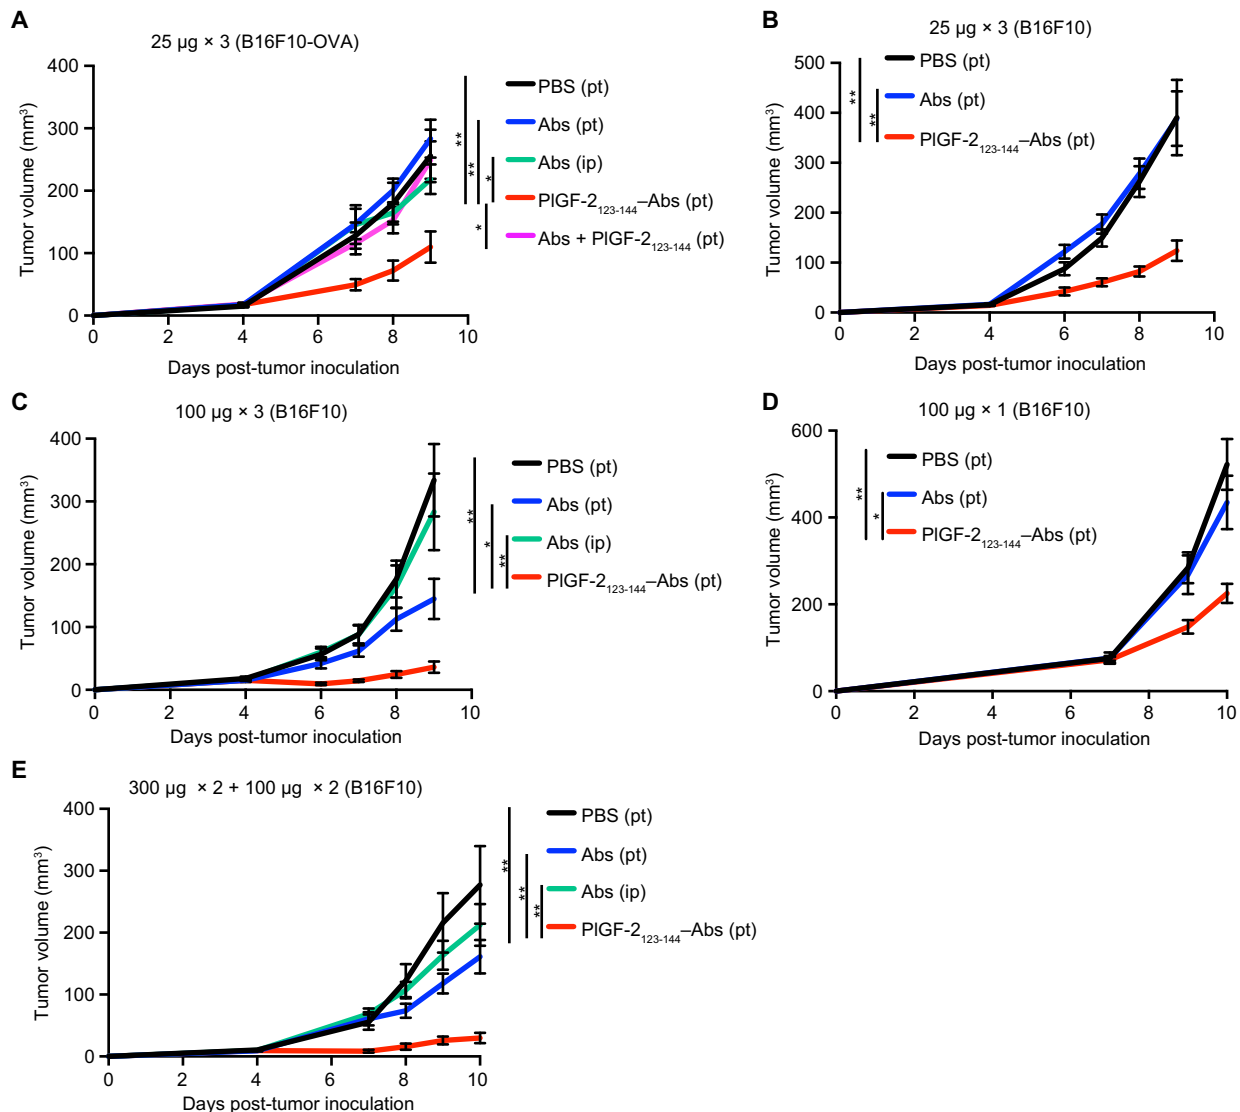 A
25 µg × 3 (B16F10-OVA)
400
300
200
100
0
0 2 4 6 8 10
Tumor volume (mm³)
Days post-tumor inoculation
PBS (pt)
Abs (pt)
Abs (ip)
PlGF-2₁₂₃₋₁₄₄–Abs (pt)
Abs + PlGF-2₁₂₃₋₁₄₄ (pt)
**
**
*
*
B
25 µg × 3 (B16F10)
500
400
300
200
100
0
0 2 4 6 8 10
Tumor volume (mm³)
Days post-tumor inoculation
PBS (pt)
Abs (pt)
PlGF-2₁₂₃₋₁₄₄–Abs (pt)
**
**
C
100 µg × 3 (B16F10)
400
300
200
100
0
0 2 4 6 8 10
Tumor volume (mm³)
Days post-tumor inoculation
PBS (pt)
Abs (pt)
Abs (ip)
PlGF-2₁₂₃₋₁₄₄–Abs (pt)
**
*
**
D
100 µg × 1 (B16F10)
600
400
200
0
0 2 4 6 8 10
Tumor volume (mm³)
Days post-tumor inoculation
PBS (pt)
Abs (pt)
PlGF-2₁₂₃₋₁₄₄–Abs (pt)
**
*
E
300 µg × 2 + 100 µg × 2 (B16F10)
400
300
200
100
0
0 2 4 6 8 10
Tumor volume (mm³)
Days post-tumor inoculation
PBS (pt)
Abs (pt)
Abs (ip)
PlGF-2₁₂₃₋₁₄₄–Abs (pt)
**
**
**